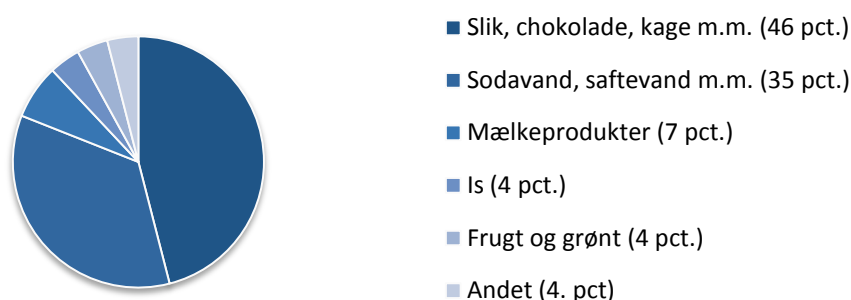 Slik, chokolade, kage m.m. (46 pct.)
Sodavand, saftevand m.m. (35 pct.)
Mælkeprodukter (7 pct.)
Is (4 pct.)
Frugt og grønt (4 pct.)
Andet (4. pct)